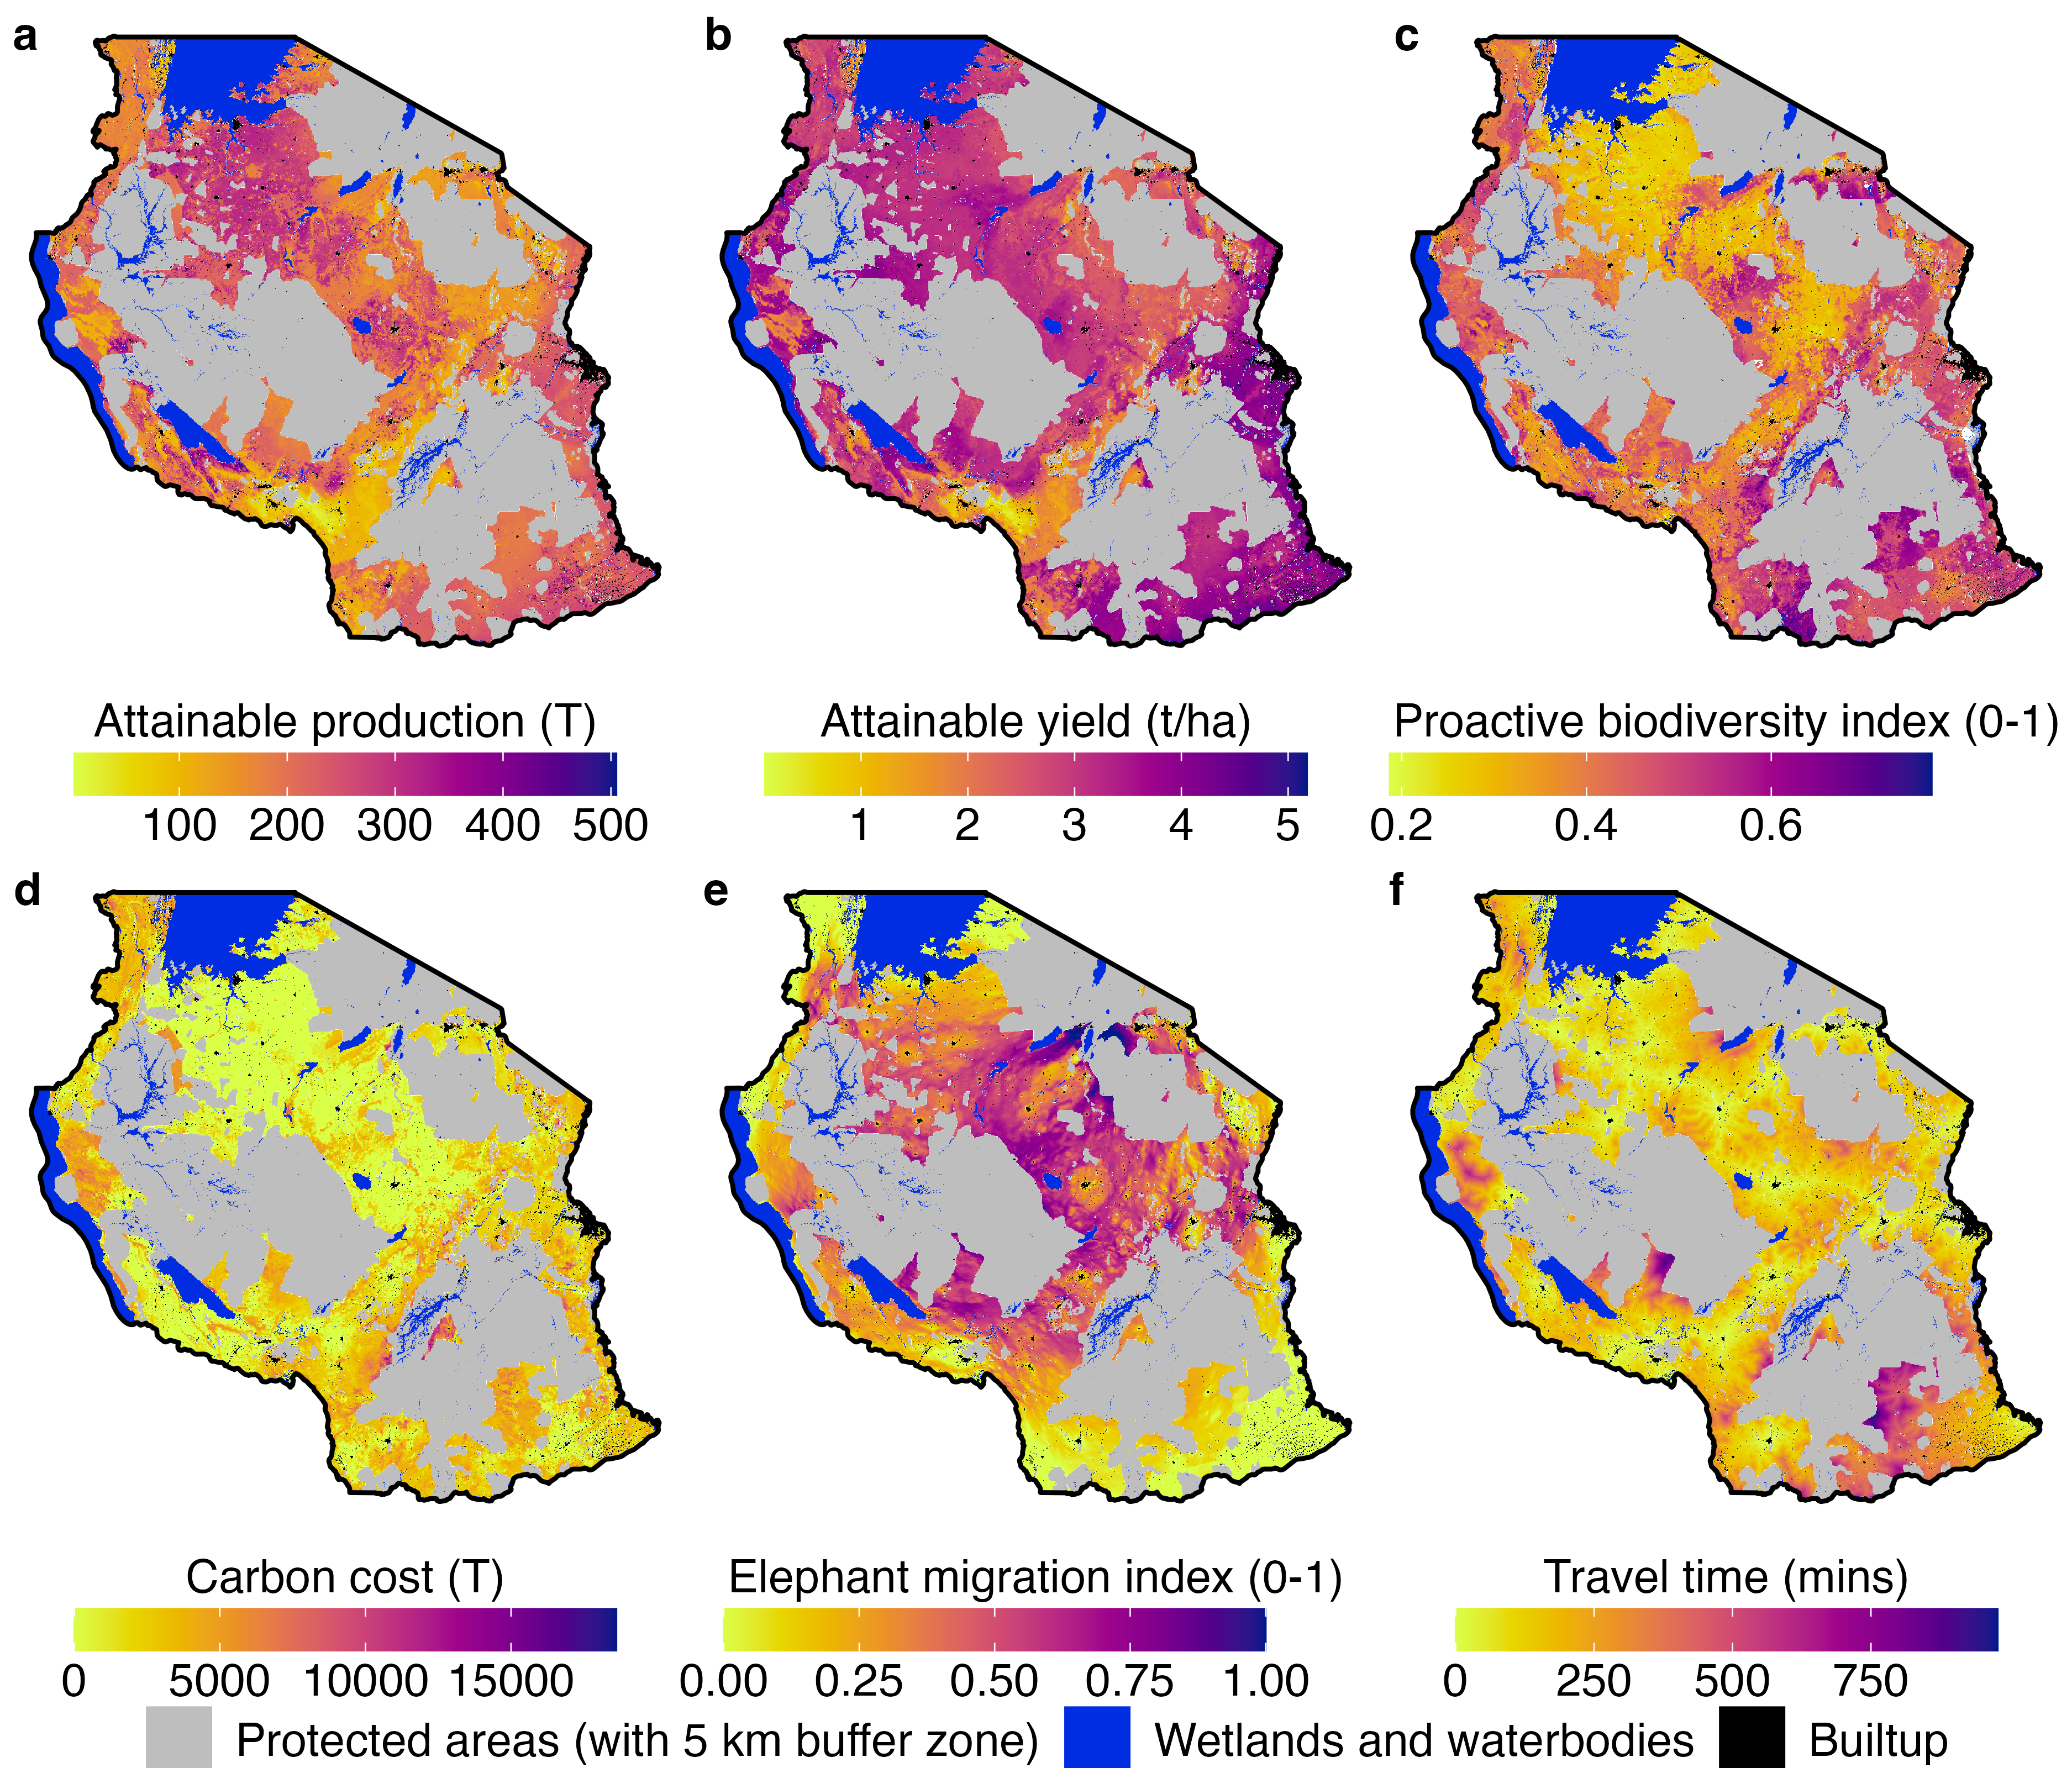 a
b
c
Attainable production (T)
Attainable yield (t/ha)
Proactive biodiversity index (0-1)
100 200 300 400 500
1 2 3 4 5
0.2 0.4 0.6
d
e
f
Carbon cost (T)
Elephant migration index (0-1)
Travel time (mins)
0 5000 10000 15000
0.00 0.25 0.50 0.75 1.00
0 250 500 750
Protected areas (with 5 km buffer zone)
Wetlands and waterbodies
Builtup